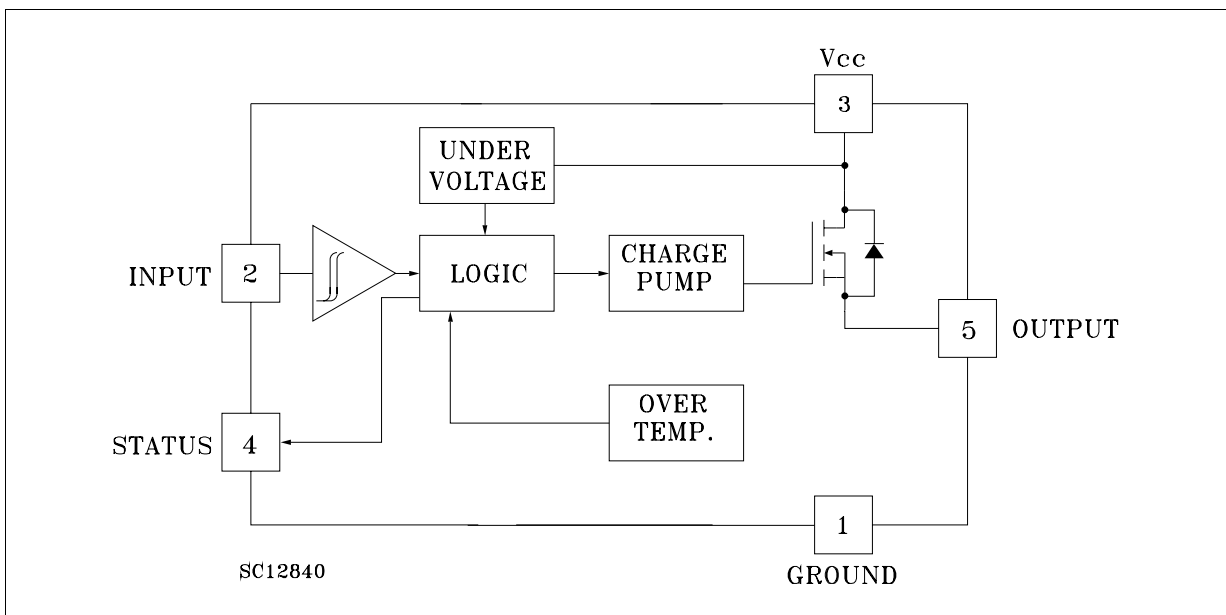 Vcc
3
UNDER
VOLTAGE
INPUT
2
LOGIC
CHARGE
PUMP
5
OUTPUT
STATUS
4
OVER
TEMP.
1
GROUND
SC12840